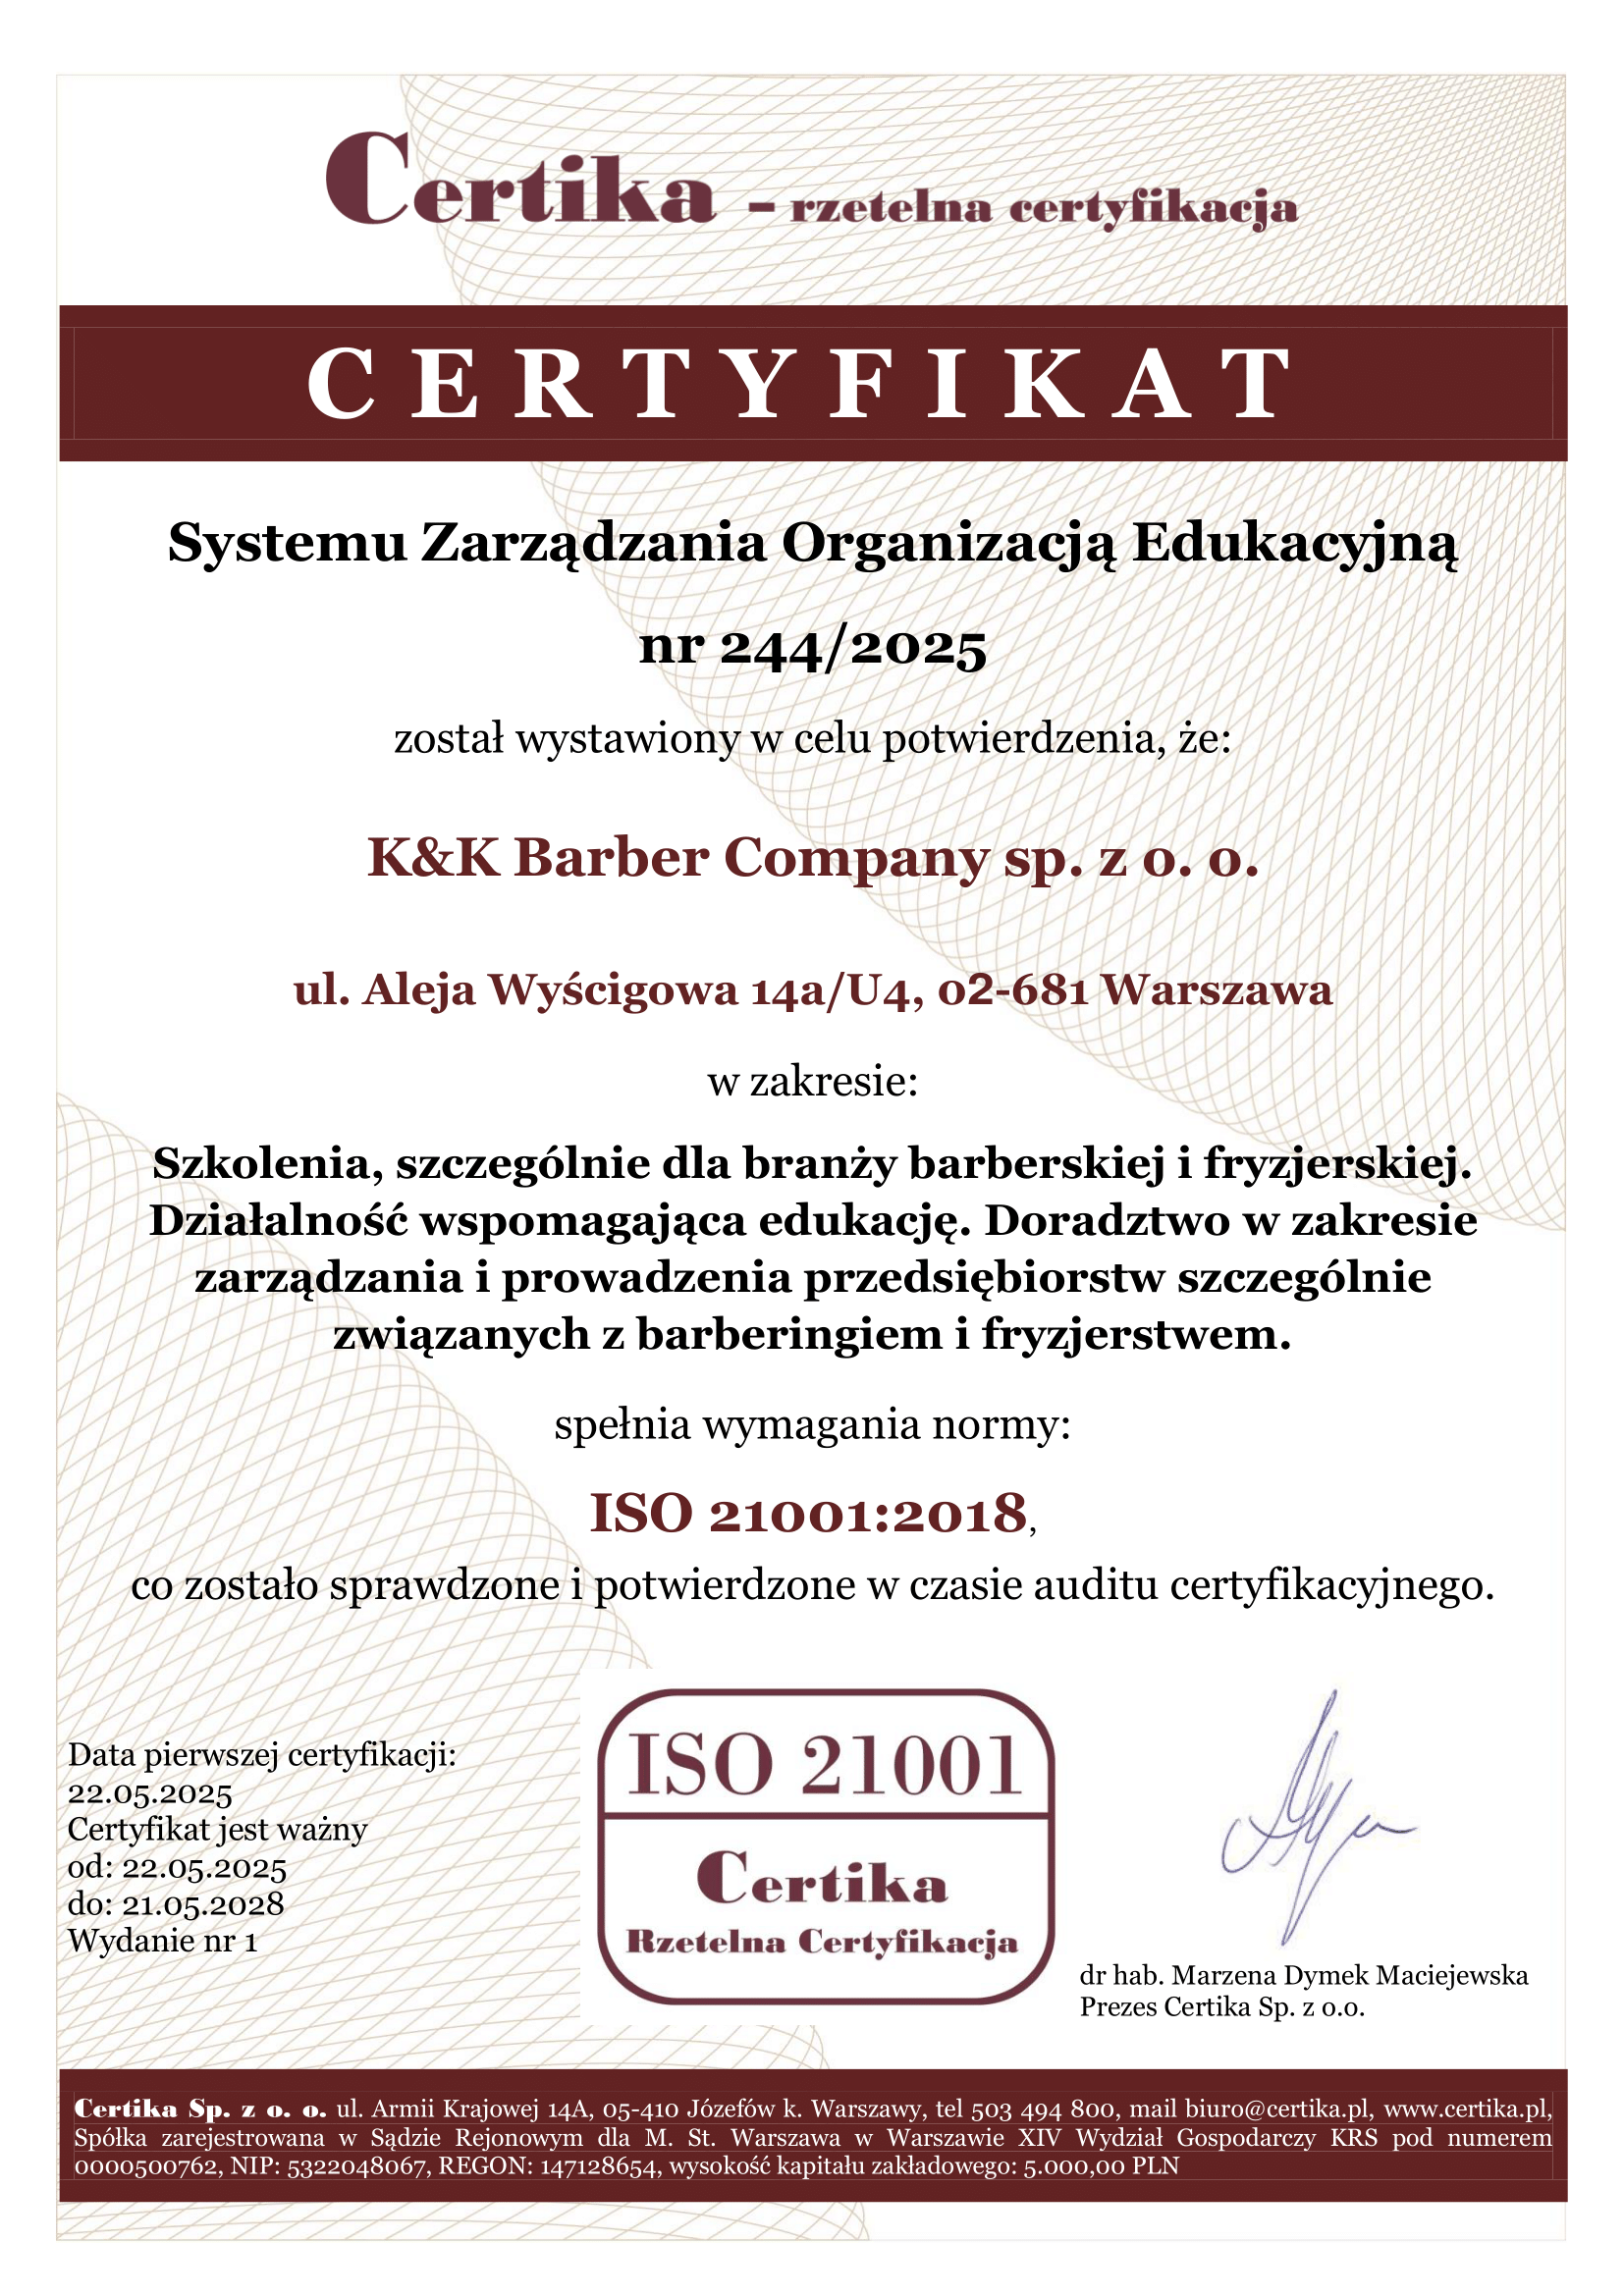 Certika – rzetelna certyfikacja
CERTYFIKAT
Systemu Zarządzania Organizacją Edukacyjną
nr 244/2025
został wystawiony w celu potwierdzenia, że:
K&K Barber Company sp. z o. o.
ul. Aleja Wyścigowa 14a/U4, 02-681 Warszawa
w zakresie:
Szkolenia, szczególnie dla branży barberskiej i fryzjerskiej.
Działalność wspomagająca edukację. Doradztwo w zakresie
zarządzania i prowadzenia przedsiębiorstw szczególnie
związanych z barberingiem i fryzjerstwem.
spełnia wymagania normy:
ISO 21001:2018,
co zostało sprawdzone i potwierdzone w czasie auditu certyfikacyjnego.
Data pierwszej certyfikacji:
22.05.2025
Certyfikat jest ważny
od: 22.05.2025
do: 21.05.2028
Wydanie nr 1
ISO 21001
Certika
Rzetelna Certyfikacja
dr hab. Marzena Dymek Maciejewska
Prezes Certika Sp. z o.o.
Certika Sp. z o. o. ul. Armii Krajowej 14A, 05-410 Józefów k. Warszawy, tel 503 494 800, mail biuro@certika.pl, www.certika.pl,
Spółka zarejestrowana w Sądzie Rejonowym dla M. St. Warszawa w Warszawie XIV Wydział Gospodarczy KRS pod numerem
0000500762, NIP: 5322048067, REGON: 147128654, wysokość kapitału zakładowego: 5.000,00 PLN